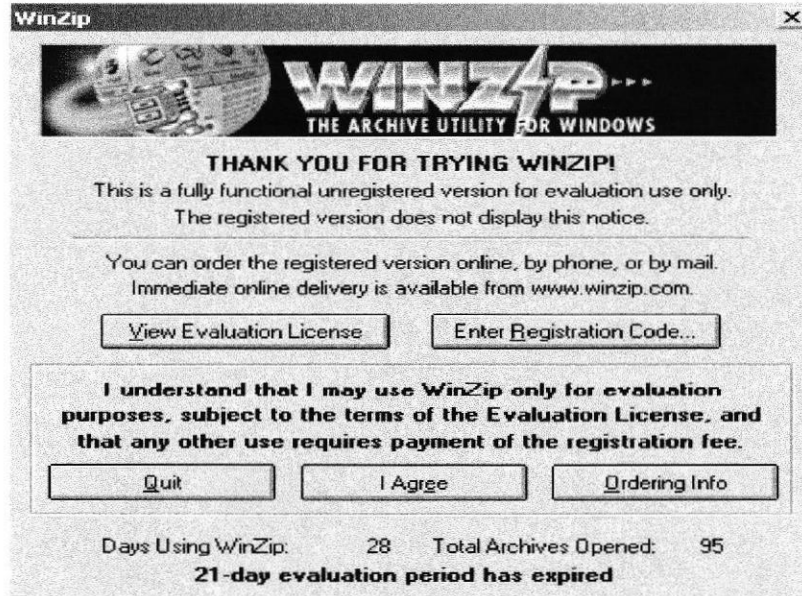 WinZip
WINZIP
THE ARCHIVE UTILITY FOR WINDOWS
THANK YOU FOR TRYING WINZIP!
This is a fully functional unregistered version for evaluation use only.
The registered version does not display this notice.
You can order the registered version online, by phone, or by mail.
Immediate online delivery is available from www.winzip.com.
View Evaluation License Enter Registration Code...
I understand that I may use WinZip only for evaluation
purposes, subject to the terms of the Evaluation License, and
that any other use requires payment of the registration fee.
Quit I Agree Ordering Info
Days Using WinZip: 28 Total Archives Opened: 95
21-day evaluation period has expired